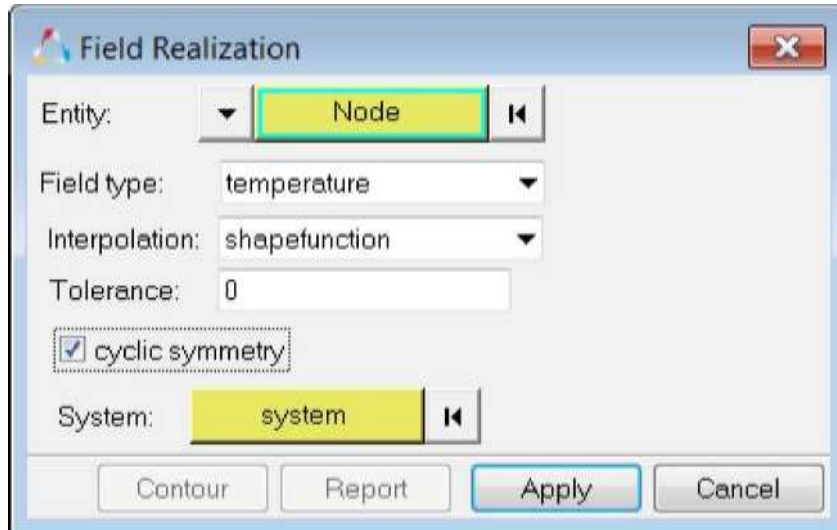 Field Realization
Entity: Node
Field type: temperature
Interpolation: shapefunction
Tolerance: 0
cyclic symmetry
System: system
Contour Report Apply Cancel